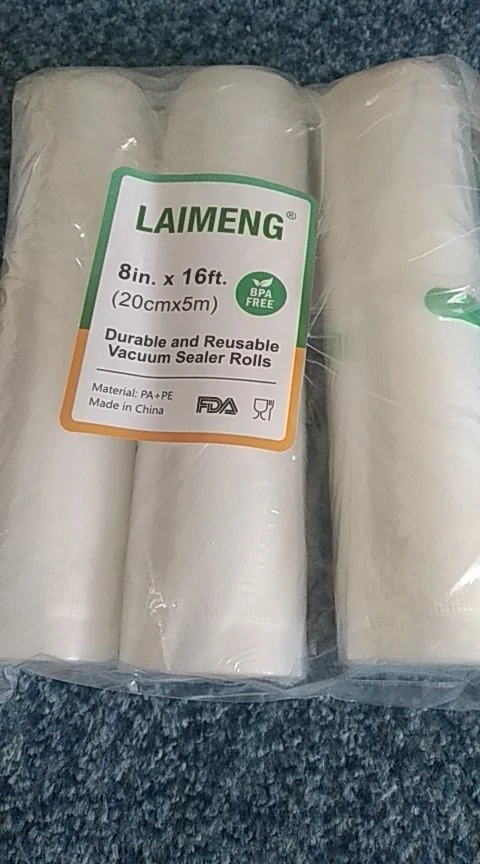 LAIMENG®
8in. x 16ft.
(20cmx5m)
BPA
FREE
Durable and Reusable
Vacuum Sealer Rolls
Material: PA+PE
Made in China
FDA